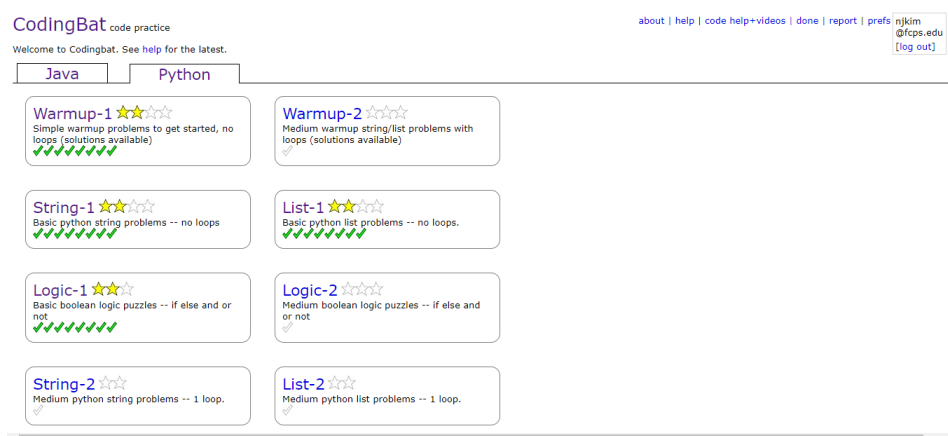 CodingBat code practice
about | help | code help+videos | done | report | prefs
njkim
@fcps.edu
[log out]
Welcome to Codingbat. See help for the latest.
Java
Python
Warmup-1
Simple warmup problems to get started, no
loops (solutions available)
Warmup-2
Medium warmup string/list problems with
loops (solutions available)
String-1
Basic python string problems -- no loops
List-1
Basic python list problems -- no loops.
Logic-1
Basic boolean logic puzzles -- if else and or
not
Logic-2
Medium boolean logic puzzles -- if else and
or not
String-2
Medium python string problems -- 1 loop.
List-2
Medium python list problems -- 1 loop.